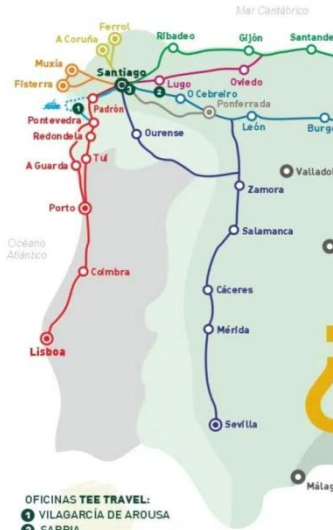 Mar Cantábrico
Ferrol
A Coruña
Ribadeo
Gijón
Santande
Muxía
Santiago
Fisterra
Lugo
Oviedo
3
2
Padrón
O Cebreiro
Ponferrada
1
Pontevedra
León
Burgo
Redondela
Ourense
A Guarda
Tuí
Valladol
Zamora
Porto
Salamanca
Océano
Atlántico
Coimbra
Cáceres
Mérida
Lisboa
Sevilla
Málag
OFICINAS TEE TRAVEL:
1 VILAGARCÍA DE AROUSA
2 SARRIA